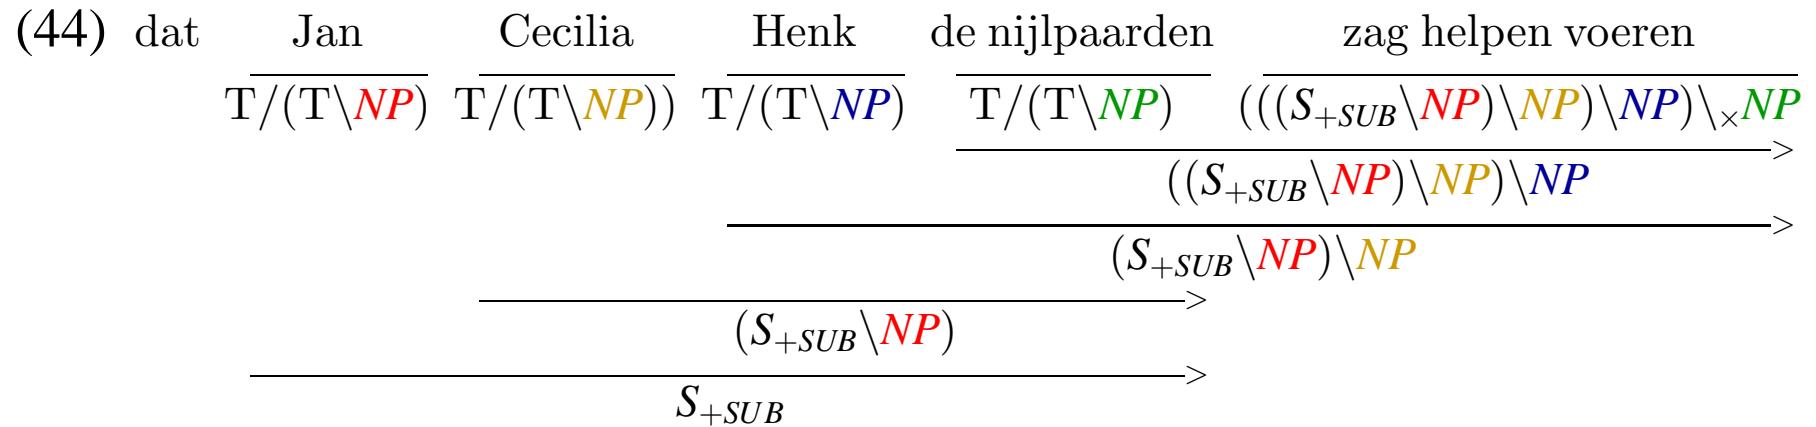 (44) dat Jan Cecilia Henk de nijlpaarden zag helpen voeren
T/(T\NP) T/(T\NP)) T/(T\NP) T/(T\NP) (((S+SUB\NP)\NP)\NP)\×NP
>
((S+SUB\NP)\NP)\NP
>
(S+SUB\NP)\NP
>
(S+SUB\NP)
>
S+SUB